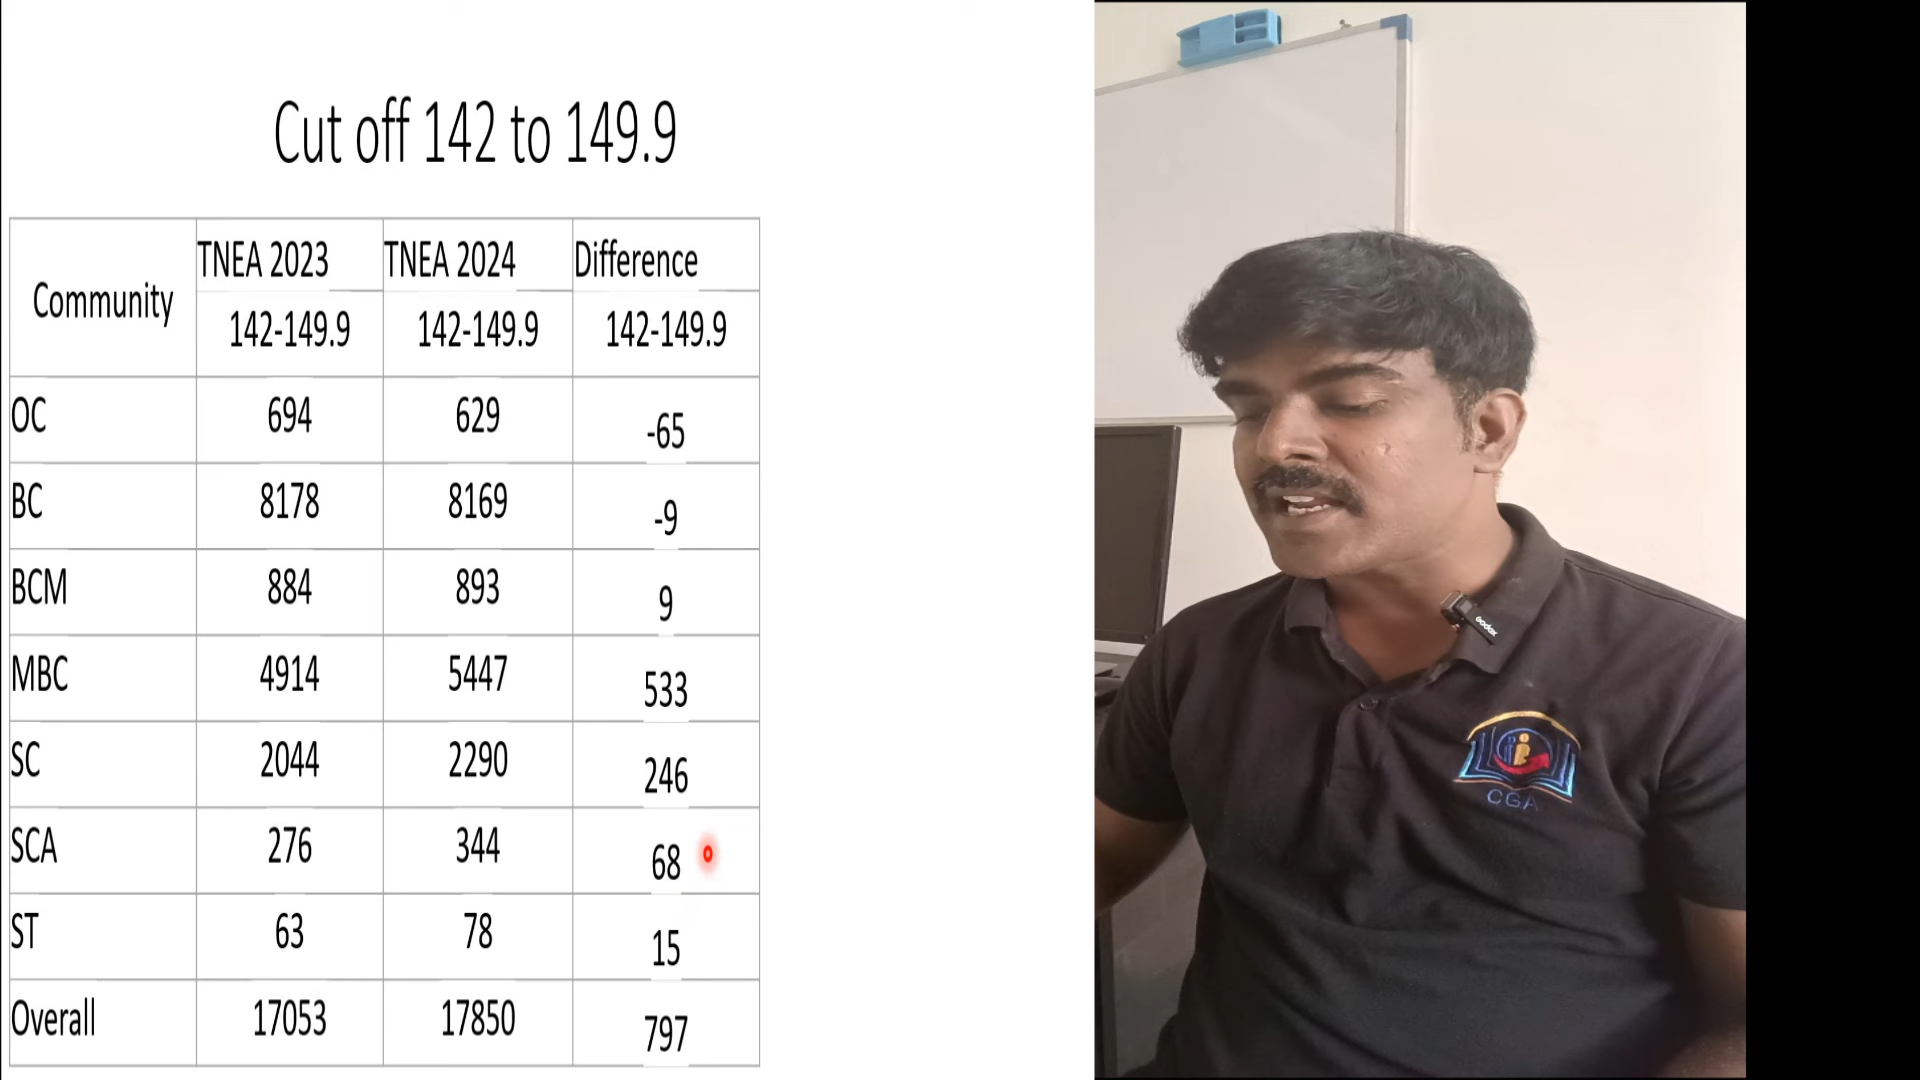 Cut off 142 to 149.9
Community TNEA 2023 TNEA 2024 Difference
142-149.9 142-149.9 142-149.9
OC 694 629 -65
BC 8178 8169 -9
BCM 884 893 9
MBC 4914 5447 533
SC 2044 2290 246
SCA 276 344 68
ST 63 78 15
Overall 17053 17850 797
Godox
CGA